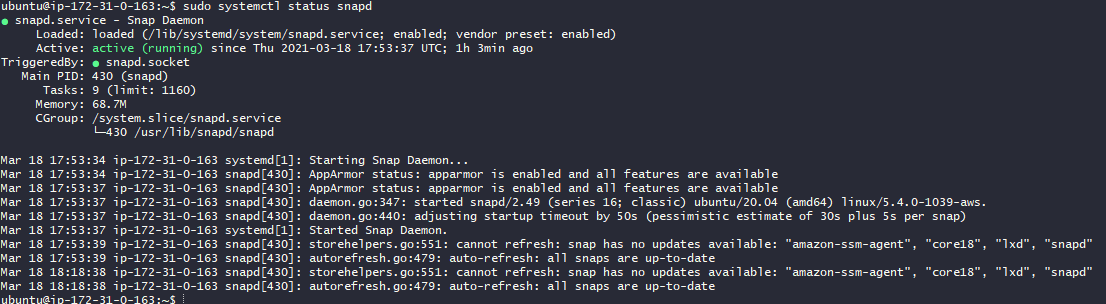 ubuntu@ip-172-31-0-163:~$ sudo systemctl status snapd
● snapd.service - Snap Daemon
Loaded: loaded (/lib/systemd/system/snapd.service; enabled; vendor preset: enabled)
Active: active (running) since Thu 2021-03-18 17:53:37 UTC; 1h 3min ago
TriggeredBy: ● snapd.socket
Main PID: 430 (snapd)
Tasks: 9 (limit: 1160)
Memory: 68.7M
CGroup: /system.slice/snapd.service
└─430 /usr/lib/snapd/snapd
Mar 18 17:53:34 ip-172-31-0-163 systemd[1]: Starting Snap Daemon...
Mar 18 17:53:34 ip-172-31-0-163 snapd[430]: AppArmor status: apparmor is enabled and all features are available
Mar 18 17:53:37 ip-172-31-0-163 snapd[430]: AppArmor status: apparmor is enabled and all features are available
Mar 18 17:53:37 ip-172-31-0-163 snapd[430]: daemon.go:347: started snapd/2.49 (series 16; classic) ubuntu/20.04 (amd64) linux/5.4.0-1039-aws.
Mar 18 17:53:37 ip-172-31-0-163 snapd[430]: daemon.go:440: adjusting startup timeout by 50s (pessimistic estimate of 30s plus 5s per snap)
Mar 18 17:53:37 ip-172-31-0-163 systemd[1]: Started Snap Daemon.
Mar 18 17:53:39 ip-172-31-0-163 snapd[430]: storehelpers.go:551: cannot refresh: snap has no updates available: "amazon-ssm-agent", "core18", "lxd", "snapd"
Mar 18 17:53:39 ip-172-31-0-163 snapd[430]: autorefresh.go:479: auto-refresh: all snaps are up-to-date
Mar 18 18:18:38 ip-172-31-0-163 snapd[430]: storehelpers.go:551: cannot refresh: snap has no updates available: "amazon-ssm-agent", "core18", "lxd", "snapd"
Mar 18 18:18:38 ip-172-31-0-163 snapd[430]: autorefresh.go:479: auto-refresh: all snaps are up-to-date
ubuntu@ip-172-31-0-163:~$